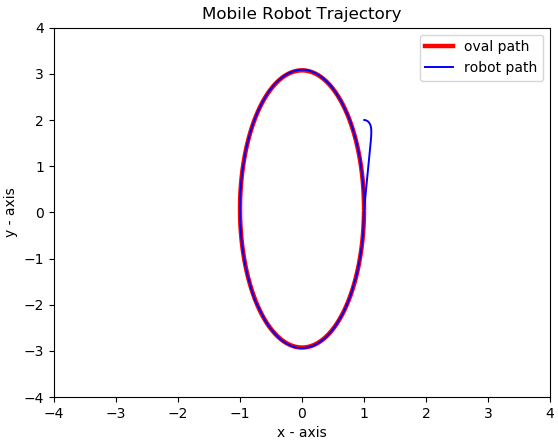 Mobile Robot Trajectory
oval path
robot path
4
3
2
1
0
−1
−2
−3
−4
y - axis
−4 −3 −2 −1 0 1 2 3 4
x - axis